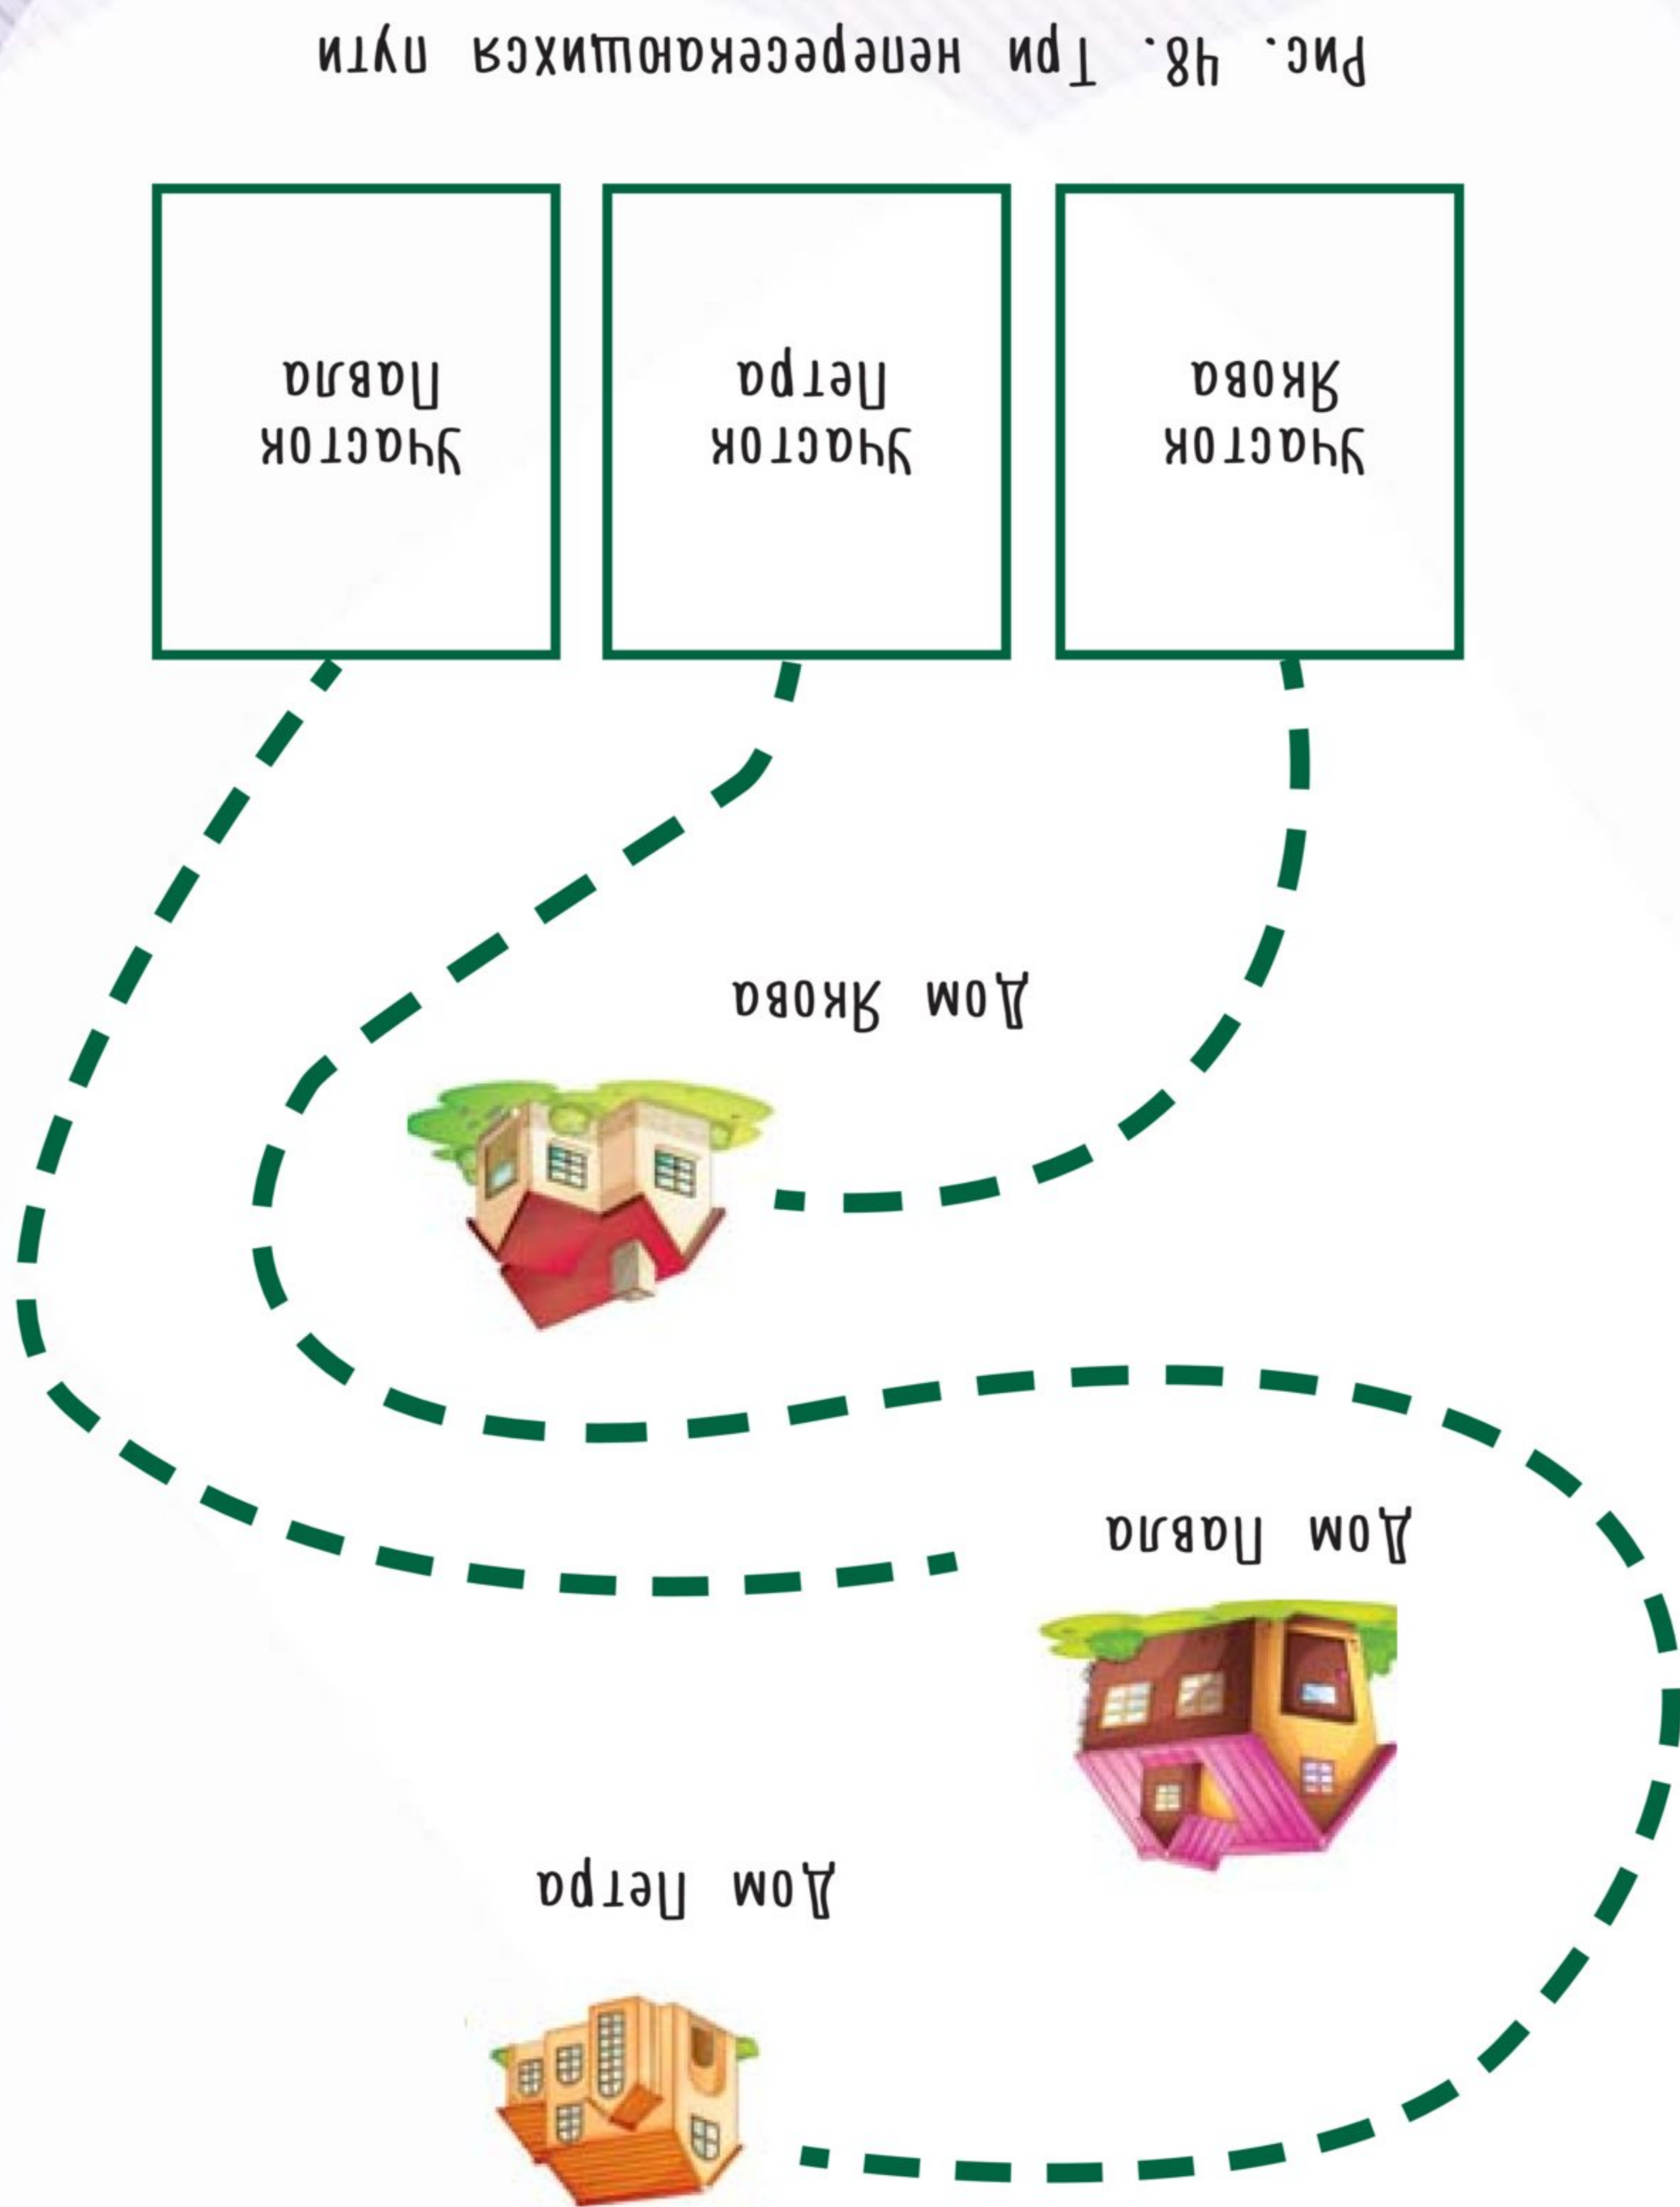 Дом Петра
Дом Павла
Дом Якова
Участок
Якова
Участок
Петра
Участок
Павла
Рис. 48. Три непересекающихся пути